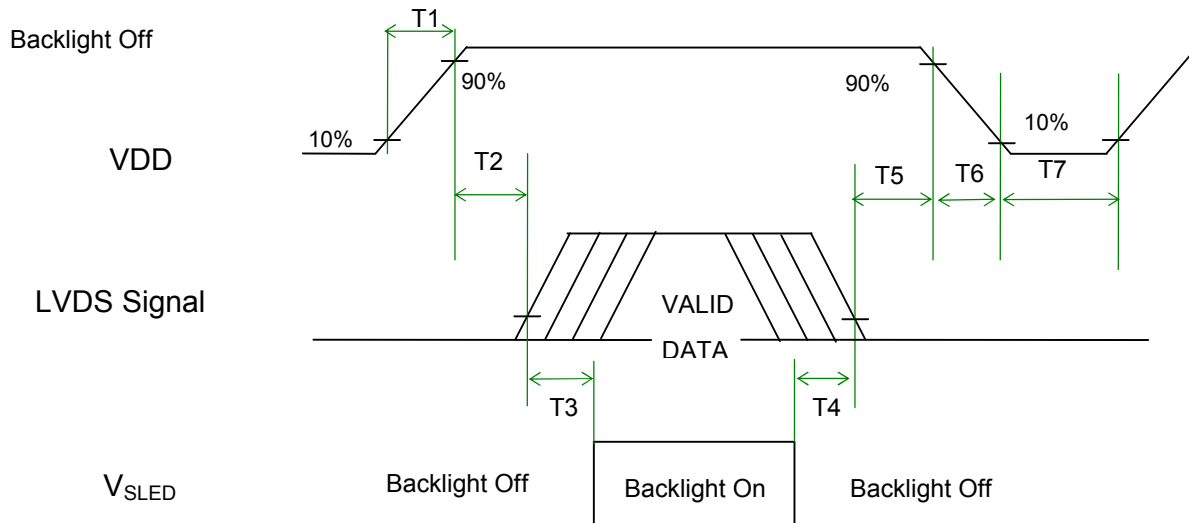 T1
Backlight Off
90%
90%
10%
10%
VDD
T2
T5
T6
T7
LVDS Signal
VALID
DATA
T3
T4
VSLED
Backlight Off
Backlight On
Backlight Off